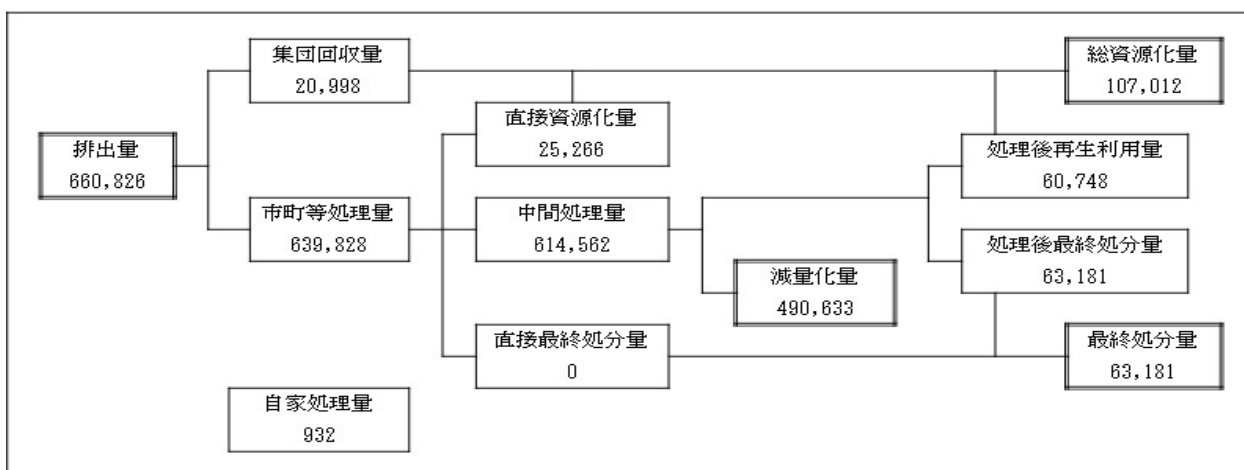 集団回収量
20,998
総資源化量
107,012
直接資源化量
25,266
排出量
660,826
処理後再生利用量
60,748
市町等処理量
639,828
中間処理量
614,562
処理後最終処分量
63,181
減量化量
490,633
直接最終処分量
0
最終処分量
63,181
自家処理量
932